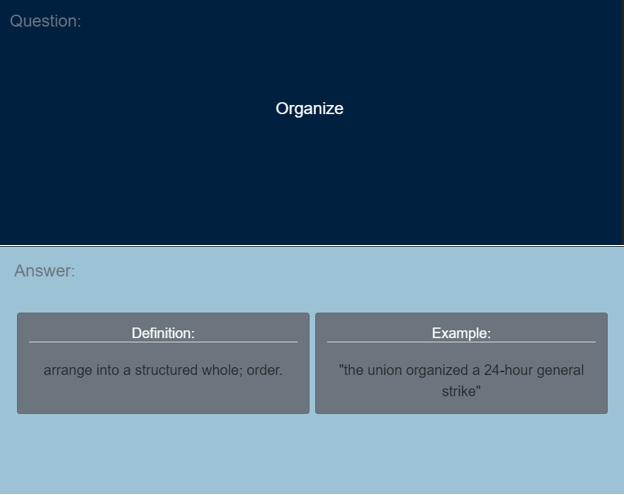 Question:
Organize
Answer:
Definition:
arrange into a structured whole; order.
Example:
"the union organized a 24-hour general
strike"